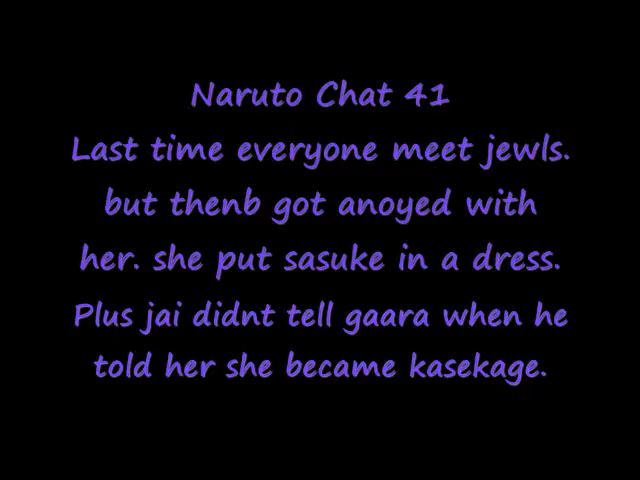 Naruto Chat 41
Last time everyone meet jewls.
but thenb got anoyed with
her. she put sasuke in a dress.
Plus jai didnt tell gaara when he
told her she became kasekage.